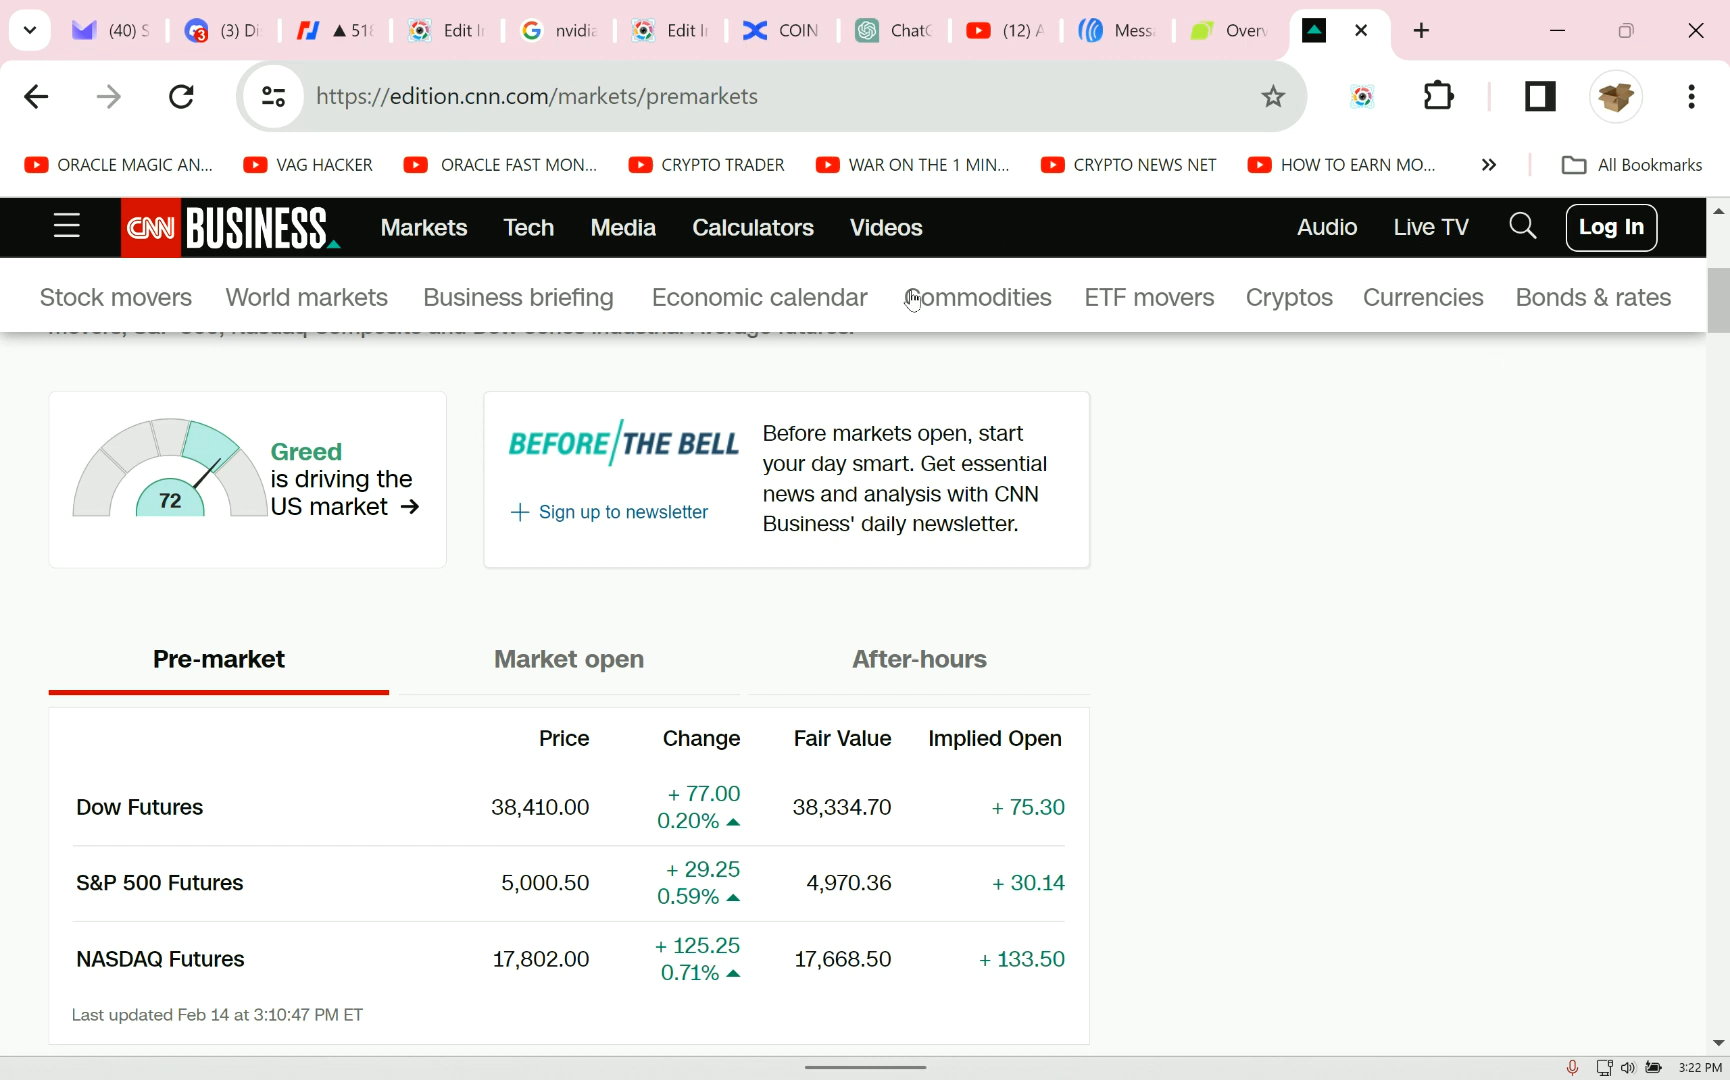 (40) S
3
(3) Di
▲ 518
Edit I
nvidia
Edit I
COIN
ChatG
(12) A
Mess
Over
https://edition.cnn.com/markets/premarkets
ORACLE MAGIC AN...
VAG HACKER
ORACLE FAST MON...
CRYPTO TRADER
WAR ON THE 1 MIN...
CRYPTO NEWS NET
HOW TO EARN MO...
»
All Bookmarks
CNN BUSINESS
Markets
Tech
Media
Calculators
Videos
Audio
Live TV
Log In
Stock movers
World markets
Business briefing
Economic calendar
Commodities
ETF movers
Cryptos
Currencies
Bonds & rates
72
Greed
is driving the
US market →
BEFORE/THE BELL
+ Sign up to newsletter
Before markets open, start
your day smart. Get essential
news and analysis with CNN
Business' daily newsletter.
Pre-market
Market open
After-hours
Price Change Fair Value Implied Open
Dow Futures 38,410.00 + 77.00 0.20% ▲ 38,334.70 + 75.30
S&P 500 Futures 5,000.50 + 29.25 0.59% ▲ 4,970.36 + 30.14
NASDAQ Futures 17,802.00 + 125.25 0.71% ▲ 17,668.50 + 133.50
Last updated Feb 14 at 3:10:47 PM ET
3:22 PM